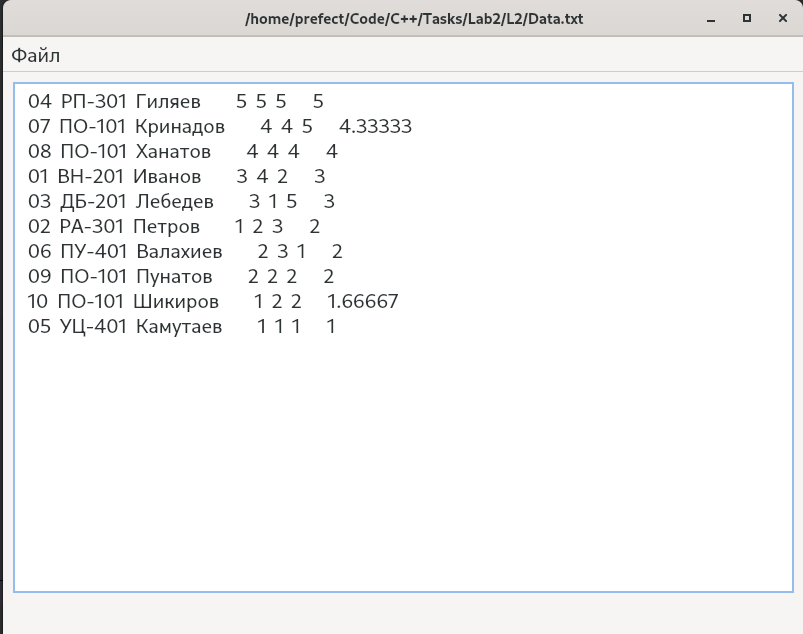 /home/prefect/Code/C++/Tasks/Lab2/L2/Data.txt
Файл
04 РП-301 Гиляев 5 5 5 5
07 ПО-101 Кринадов 4 4 5 4.33333
08 ПО-101 Ханатов 4 4 4 4
01 ВН-201 Иванов 3 4 2 3
03 ДБ-201 Лебедев 3 1 5 3
02 РА-301 Петров 1 2 3 2
06 ПУ-401 Валахиев 2 3 1 2
09 ПО-101 Пунатов 2 2 2 2
10 ПО-101 Шикиров 1 2 2 1.66667
05 УЦ-401 Камутаев 1 1 1 1